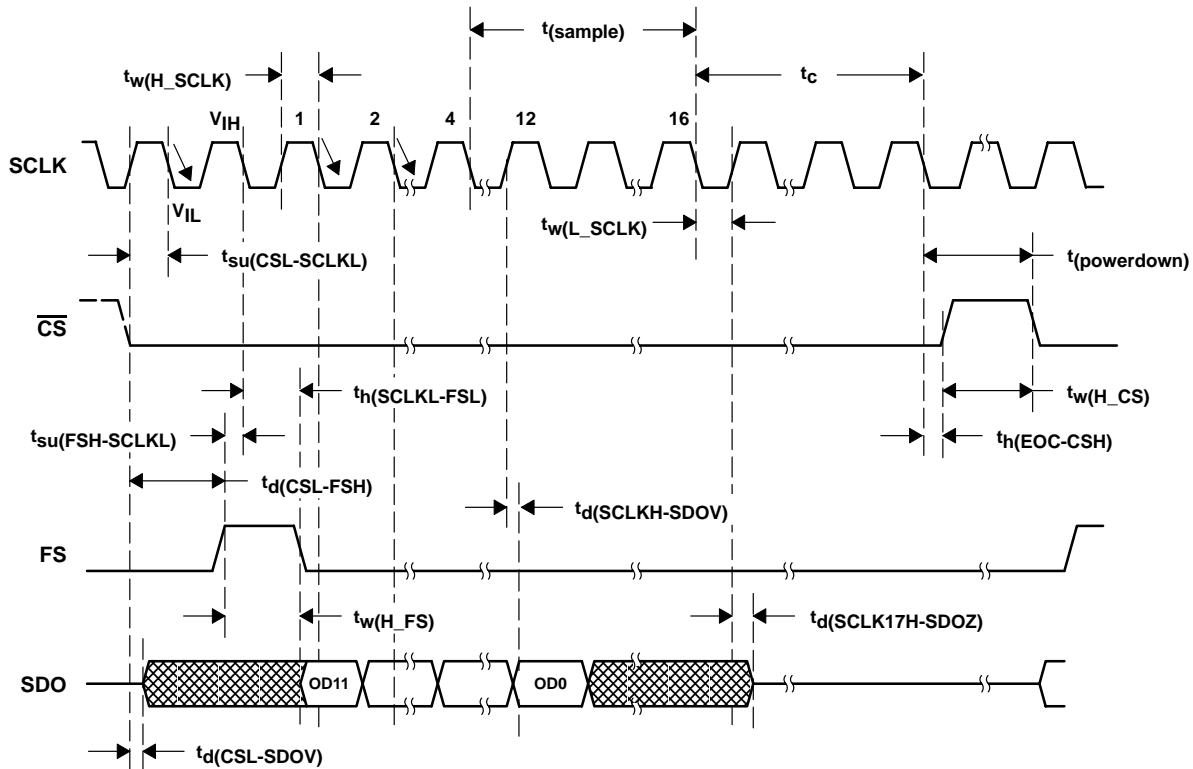 t(sample)
tw(H_SCLK)
tc
VIH
1
2
4
12
16
SCLK
VIL
tw(L_SCLK)
tsu(CSL-SCLKL)
t(powerdown)
CS
th(SCLKL-FSL)
tw(H_CS)
tsu(FSH-SCLKL)
th(EOC-CSH)
td(CSL-FSH)
td(SCLKH-SDOV)
FS
tw(H_FS)
td(SCLK17H-SDOZ)
SDO
OD11
OD0
td(CSL-SDOV)